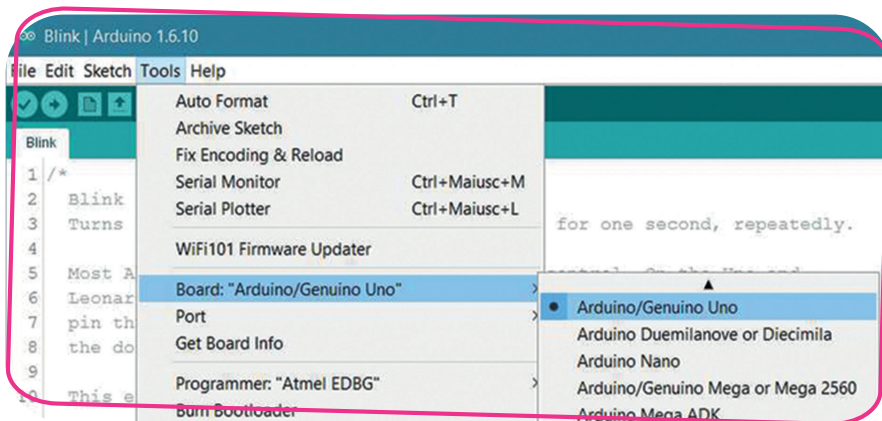 Blink | Arduino 1.6.10
File Edit Sketch Tools Help
Auto Format Ctrl+T
Archive Sketch
Fix Encoding & Reload
Serial Monitor Ctrl+Maiusc+M
Serial Plotter Ctrl+Maiusc+L
WiFi101 Firmware Updater
Board: "Arduino/Genuino Uno"
Port
Get Board Info
Programmer: "Atmel EDBG"
Burn Bootloader
Arduino/Genuino Uno
Arduino Duemilanove or Diecimila
Arduino Nano
Arduino/Genuino Mega or Mega 2560
Arduino Mega ADK
Blink
1 /*
2 Blink
3 Turns for one second, repeatedly.
4
5 Most A
6 Leonar
7 pin th
8 the do
9
10 This e